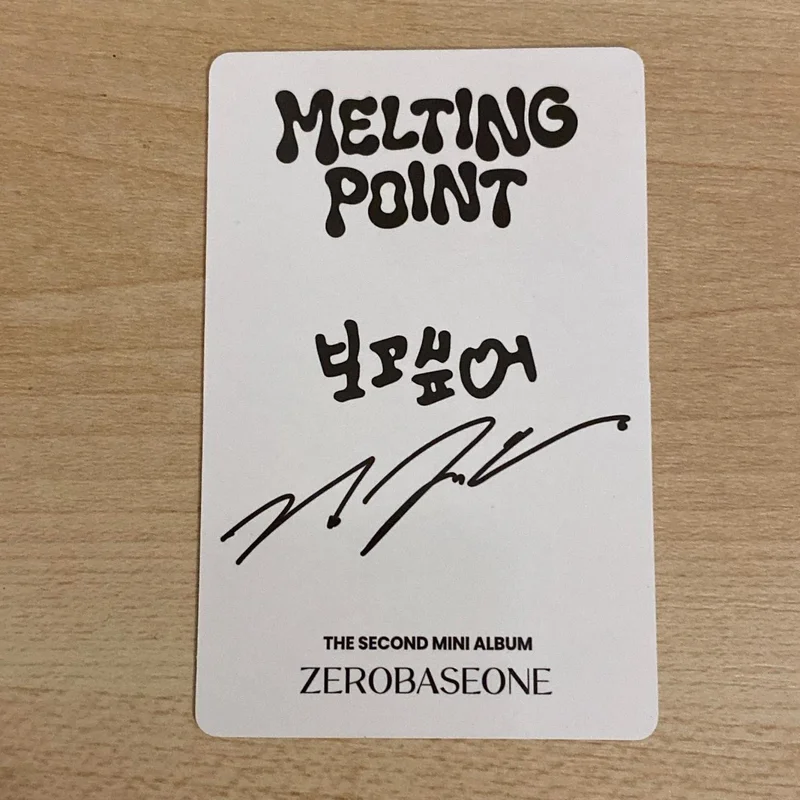 MELTING
POINT
보고싶어
THE SECOND MINI ALBUM
ZEROBASEONE